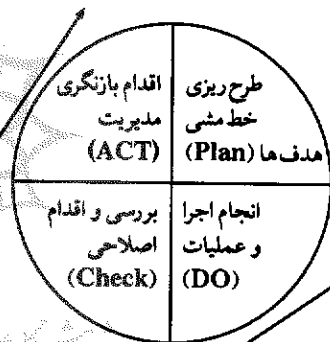 طرح ریزی
خط مشی
هدف ها (Plan)
انجام اجرا
و عملیات
(DO)
بررسی و اقدام
اصلاحی
(Check)
اقدام بازنگری
مدیریت
(ACT)